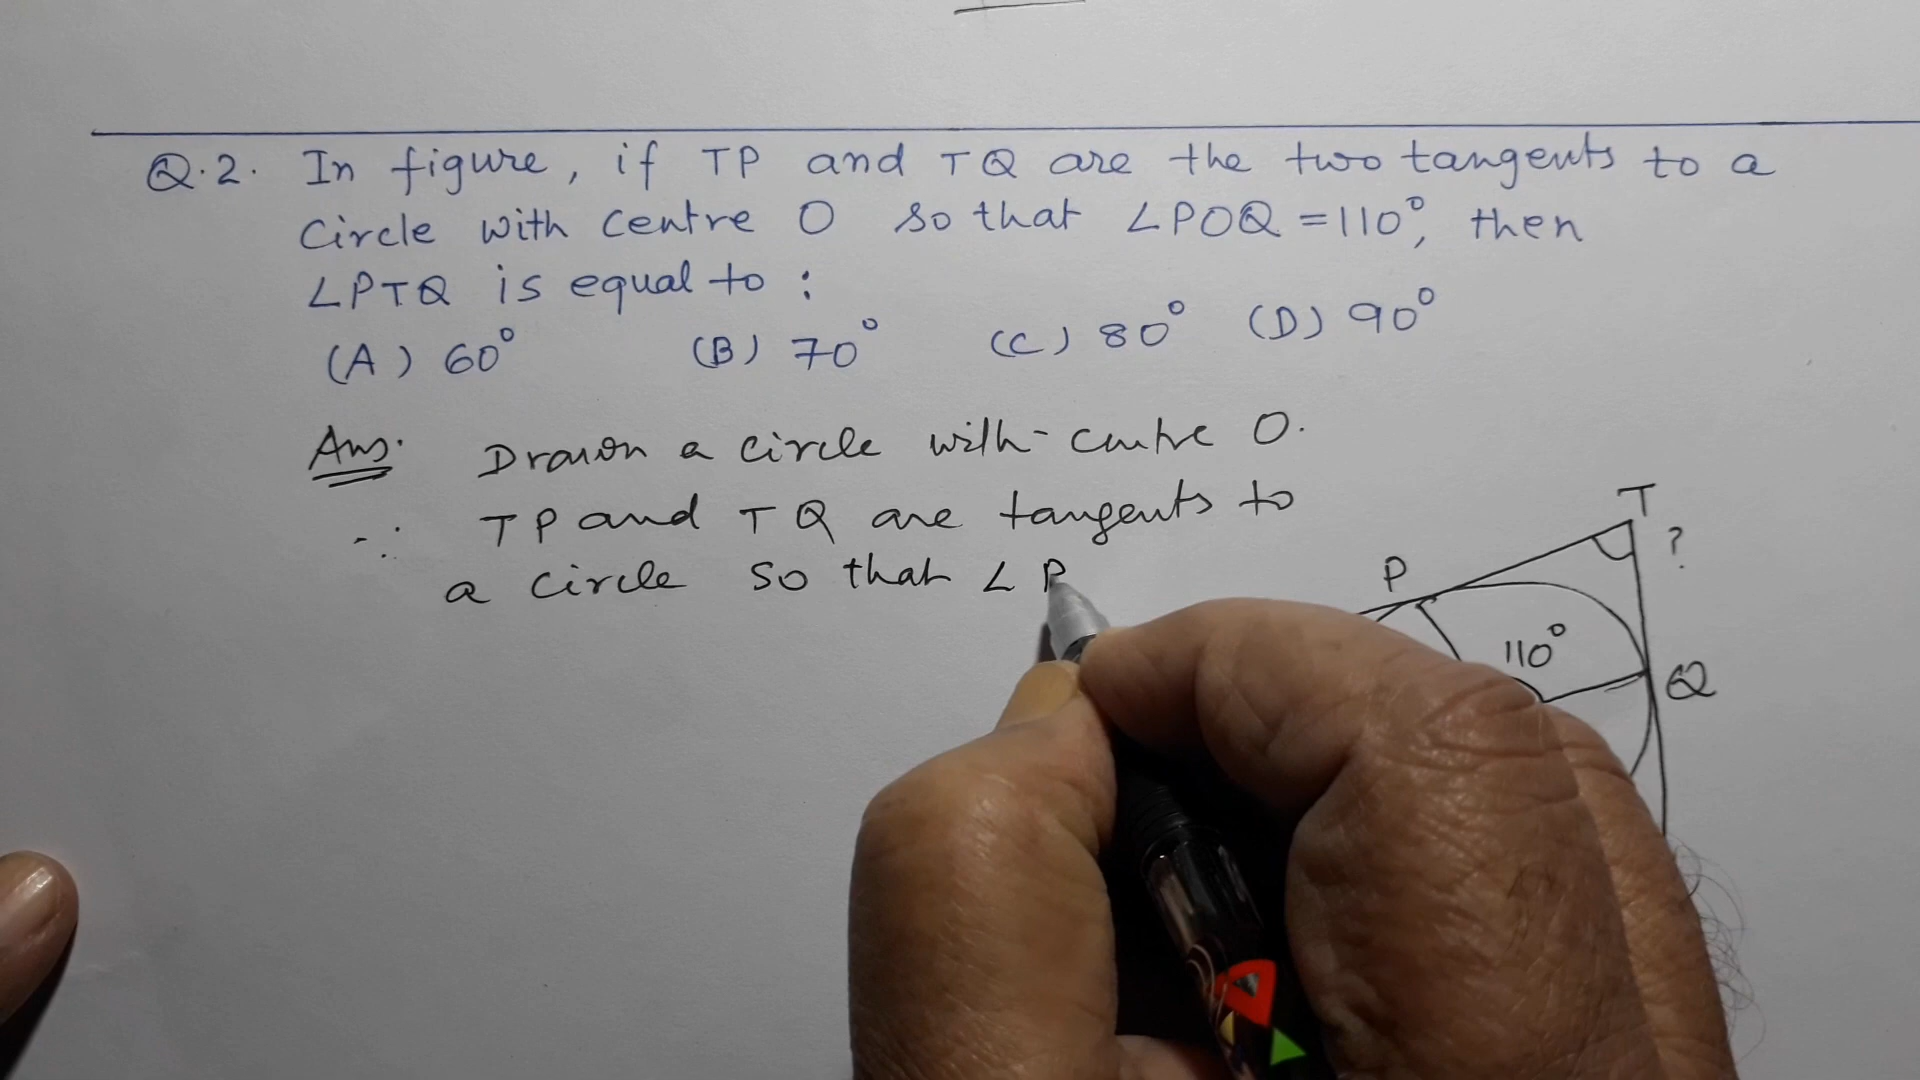 Q.2. In figure, if TP and TQ are the two tangents to a
Circle with centre O so that ∠POQ =110°, then
∠PTQ is equal to :
(A) 60° (B) 70° (C) 80° (D) 90°
Ans. Drawn a circle with centre O.
∵ TP and TQ are tangents to
a circle so that ∠P
T
?
P
110°
Q